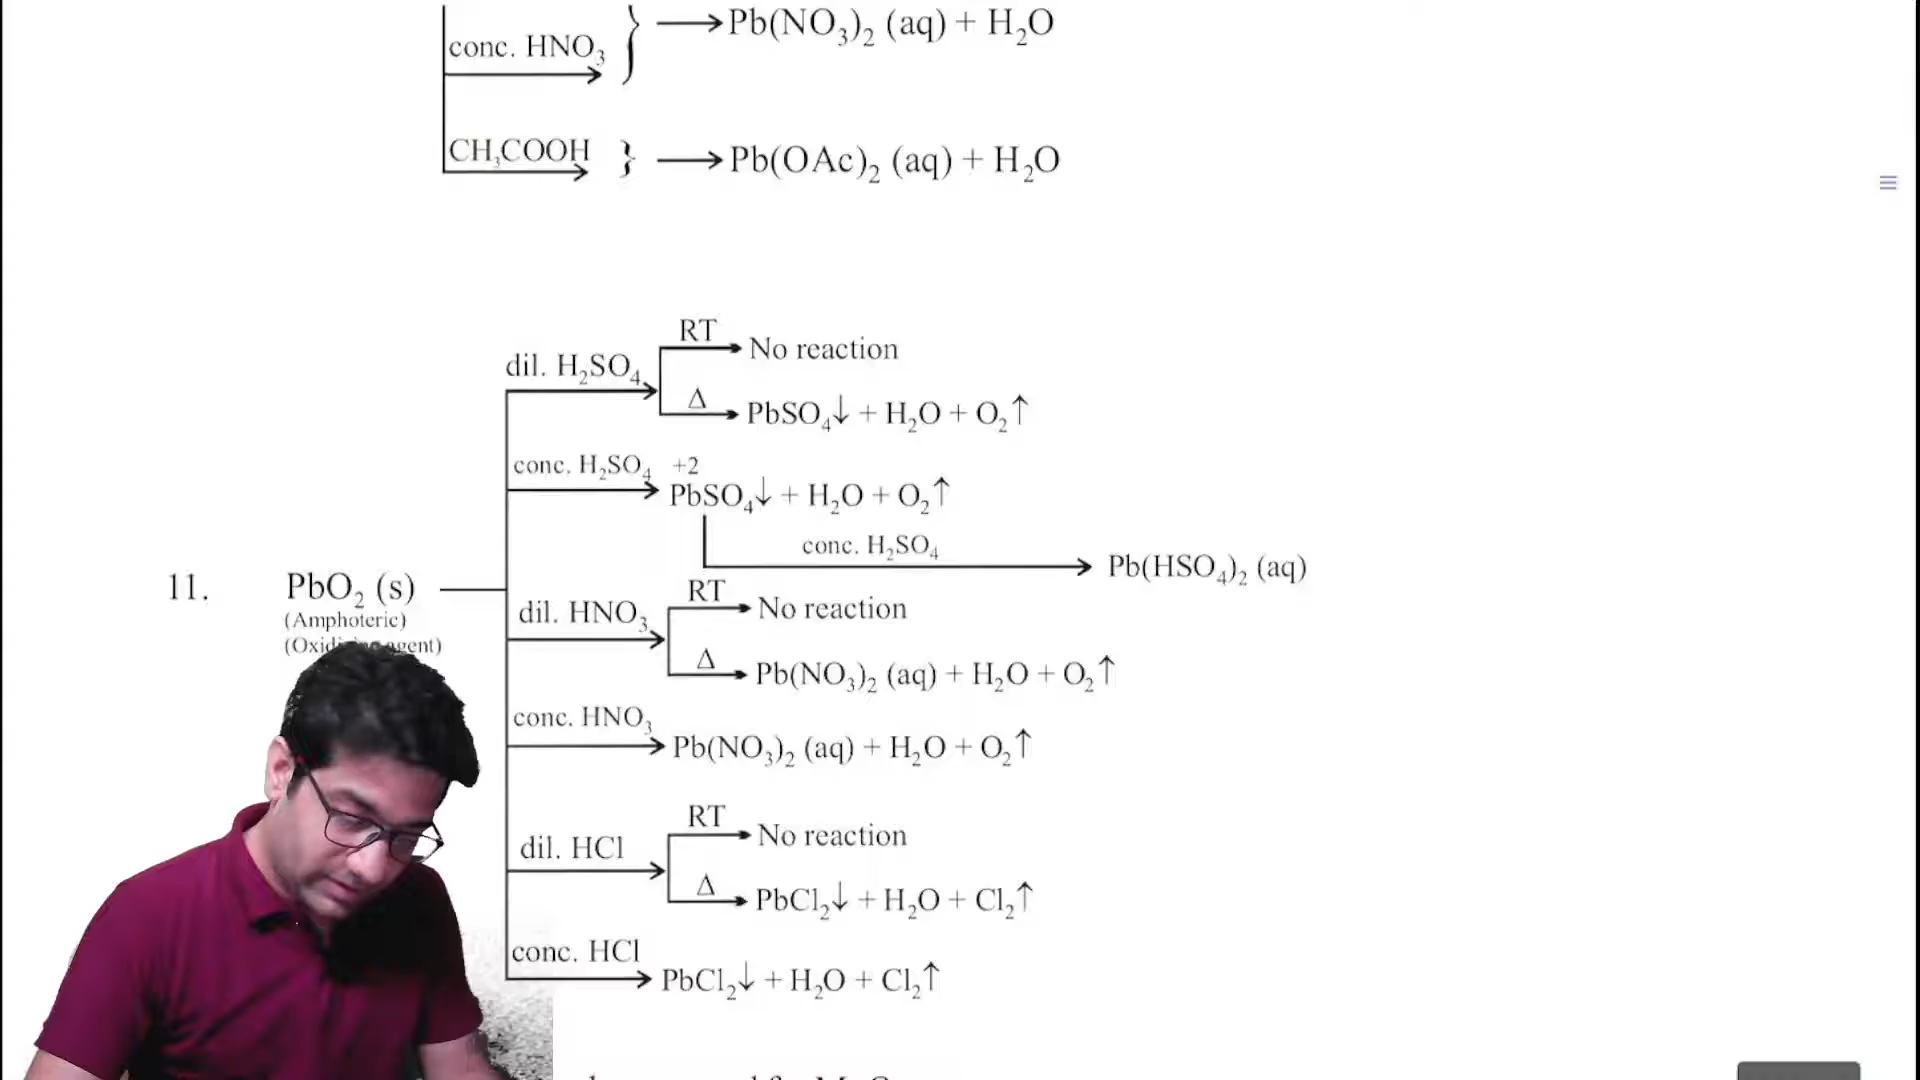 → Pb(NO₃)₂ (aq) + H₂O
conc. HNO₃
CH₃COOH } → Pb(OAc)₂ (aq) + H₂O
RT
No reaction
dil. H₂SO₄
Δ
PbSO₄↓ + H₂O + O₂↑
conc. H₂SO₄ +2
PbSO₄↓ + H₂O + O₂↑
conc. H₂SO₄
Pb(HSO₄)₂ (aq)
11. PbO₂ (s)
(Amphoteric)
RT
No reaction
dil. HNO₃
Δ
Pb(NO₃)₂ (aq) + H₂O + O₂↑
conc. HNO₃
Pb(NO₃)₂ (aq) + H₂O + O₂↑
RT
No reaction
dil. HCl
Δ
PbCl₂↓ + H₂O + Cl₂↑
conc. HCl
PbCl₂↓ + H₂O + Cl₂↑